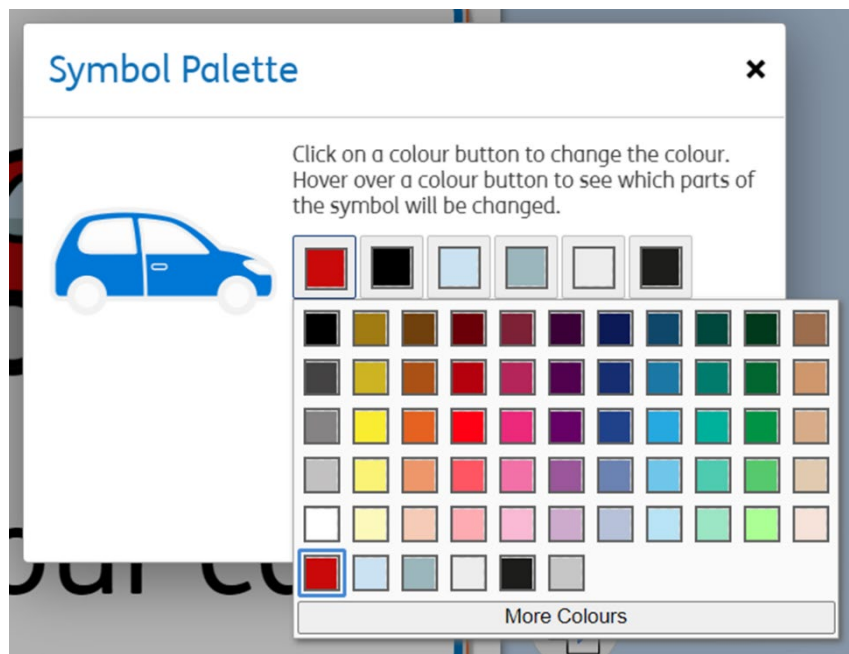 Symbol Palette
Click on a colour button to change the colour.
Hover over a colour button to see which parts of
the symbol will be changed.
More Colours